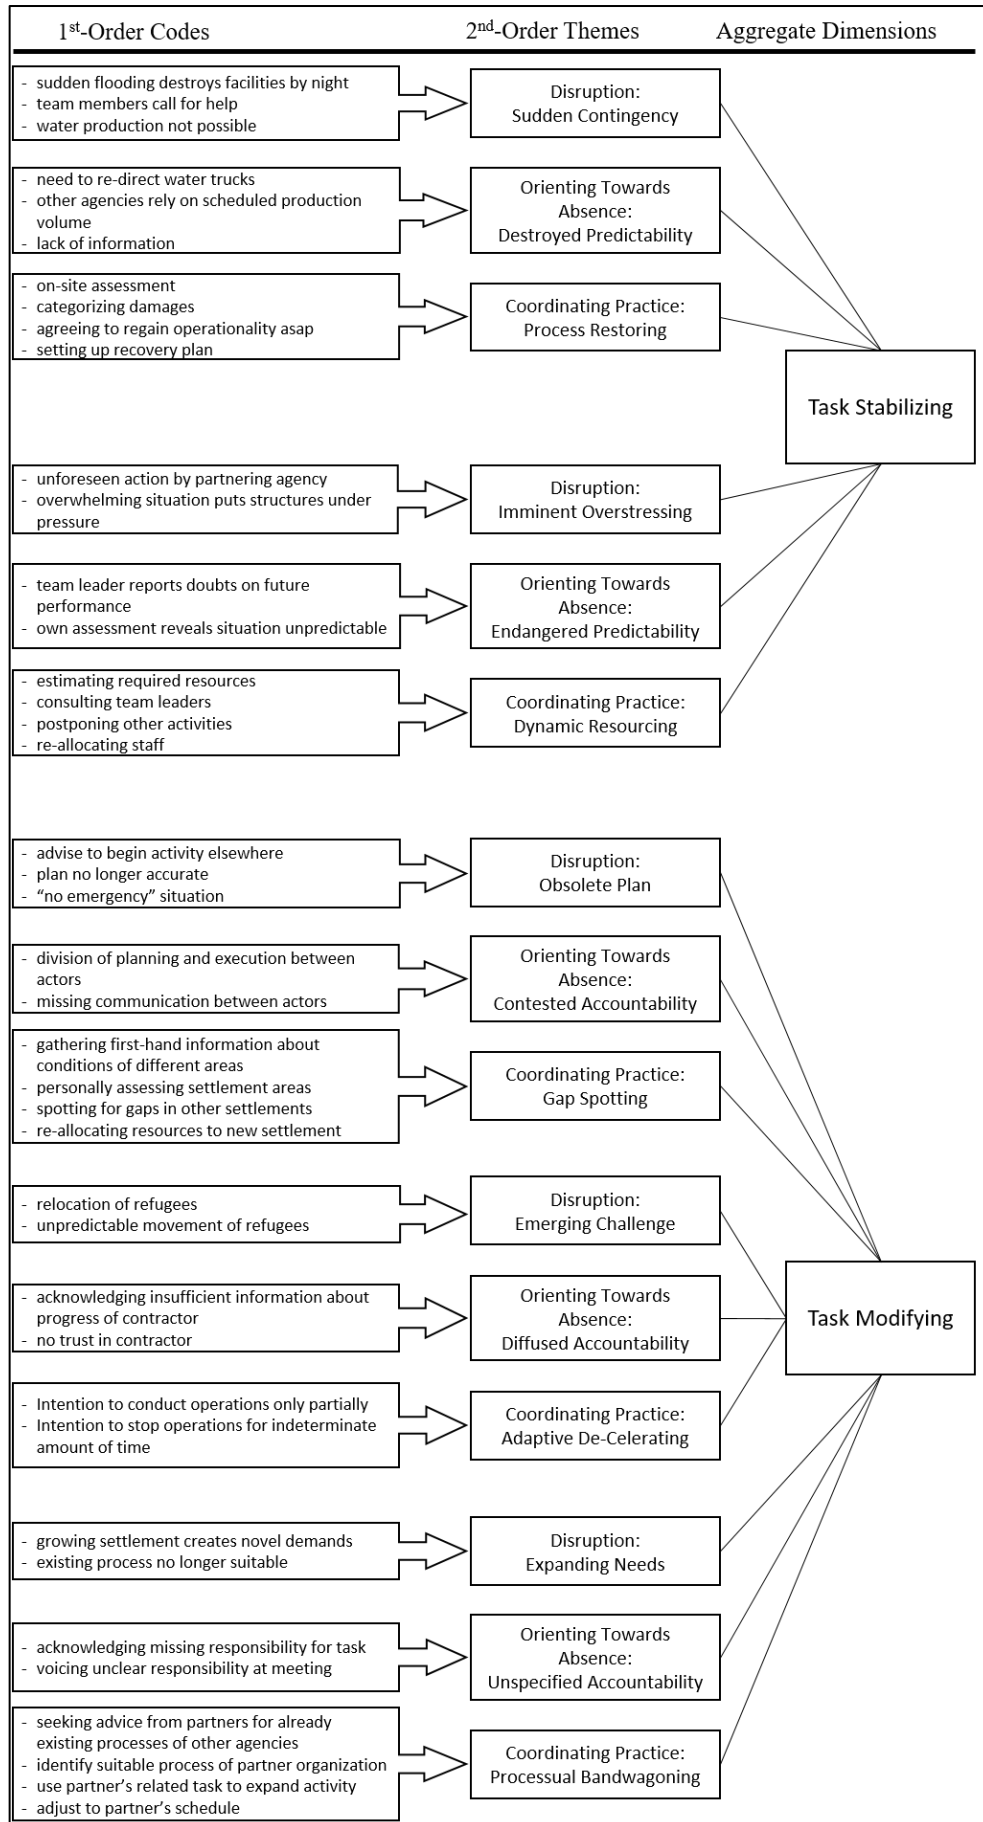 1st-Order Codes
2nd-Order Themes
Aggregate Dimensions
- sudden flooding destroys facilities by night
- team members call for help
- water production not possible
Disruption:
Sudden Contingency
- need to re-direct water trucks
- other agencies rely on scheduled production
volume
- lack of information
Orienting Towards
Absence:
Destroyed Predictability
- on-site assessment
- categorizing damages
- agreeing to regain operationality asap
- setting up recovery plan
Coordinating Practice:
Process Restoring
Task Stabilizing
- unforeseen action by partnering agency
- overwhelming situation puts structures under
pressure
Disruption:
Imminent Overstressing
- team leader reports doubts on future
performance
- own assessment reveals situation unpredictable
Orienting Towards
Absence:
Endangered Predictability
- estimating required resources
- consulting team leaders
- postponing other activities
- re-allocating staff
Coordinating Practice:
Dynamic Resourcing
- advise to begin activity elsewhere
- plan no longer accurate
- “no emergency” situation
Disruption:
Obsolete Plan
- division of planning and execution between
actors
- missing communication between actors
Orienting Towards
Absence:
Contested Accountability
- gathering first-hand information about
conditions of different areas
- personally assessing settlement areas
- spotting for gaps in other settlements
- re-allocating resources to new settlement
Coordinating Practice:
Gap Spotting
- relocation of refugees
- unpredictable movement of refugees
Disruption:
Emerging Challenge
- acknowledging insufficient information about
progress of contractor
- no trust in contractor
Orienting Towards
Absence:
Diffused Accountability
Task Modifying
- Intention to conduct operations only partially
- Intention to stop operations for indeterminate
amount of time
Coordinating Practice:
Adaptive De-Celerating
- growing settlement creates novel demands
- existing process no longer suitable
Disruption:
Expanding Needs
- acknowledging missing responsibility for task
- voicing unclear responsibility at meeting
Orienting Towards
Absence:
Unspecified Accountability
- seeking advice from partners for already
existing processes of other agencies
- identify suitable process of partner organization
- use partner’s related task to expand activity
- adjust to partner’s schedule
Coordinating Practice:
Processual Bandwagoning